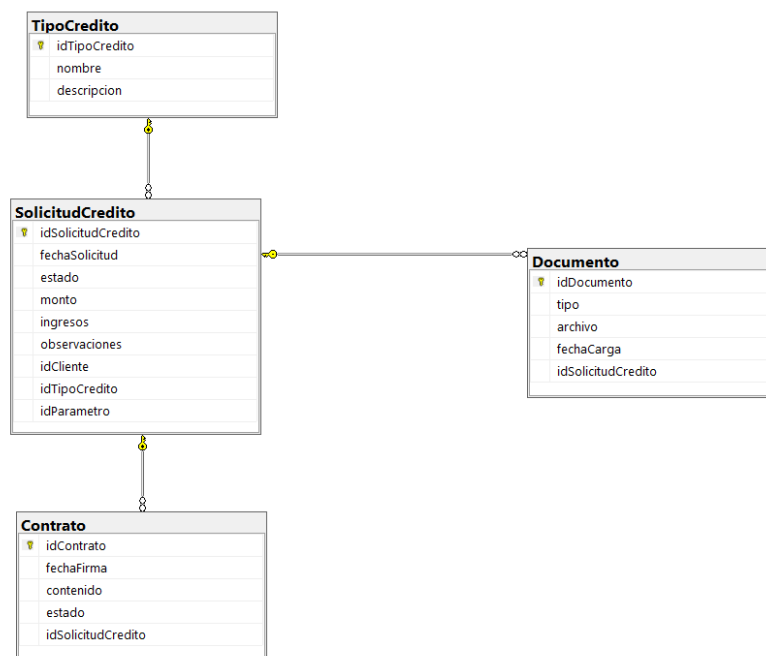 TipoCredito
idTipoCredito
nombre
descripcion
SolicitudCredito
idSolicitudCredito
fechaSolicitud
estado
monto
ingresos
observaciones
idCliente
idTipoCredito
idParametro
Documento
idDocumento
tipo
archivo
fechaCarga
idSolicitudCredito
Contrato
idContrato
fechaFirma
contenido
estado
idSolicitudCredito